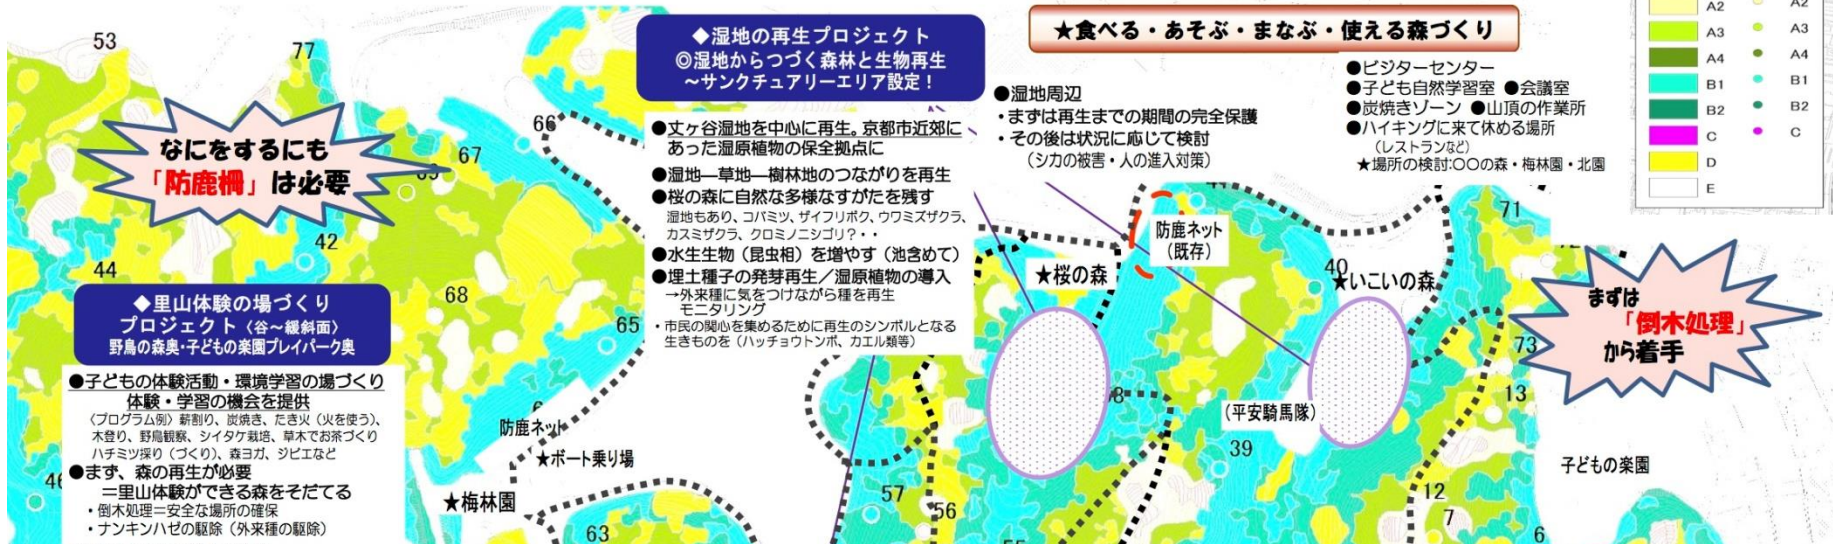 53
77
66
67
69
42
44
68
65
46
63
57
56
55
39
40
71
72
73
13
12
7
6
なにをするにも
「防鹿柵」は必要
◆里山体験の場づくり
プロジェクト〈谷~緩斜面〉
野鳥の森奥・子どもの楽園プレイパーク奥
●子どもの体験活動・環境学習の場づくり
体験・学習の機会を提供
〈プログラム例〉薪割り、炭焼き、たき火(火を使う)、
木登り、野鳥観察、シイタケ栽培、草木でお茶づくり
ハチミツ採り(づくり)、森ヨガ、ジビエなど
●まず、森の再生が必要
=里山体験ができる森をそだてる
・倒木処理=安全な場所の確保
・ナンキンハゼの駆除(外来種の駆除)
防鹿ネット
★ボート乗り場
★梅林園
◆湿地の再生プロジェクト
◎湿地からつづく森林と生物再生
~サンクチュアリーエリア設定!
●丈ヶ谷湿地を中心に再生。京都市近郊に
あった湿原植物の保全拠点に
●湿地―草地―樹林地のつながりを再生
●桜の森に自然な多様なすがたを残す
湿地もあり、コバミツ、ザイフリボク、ウワミズザクラ、
カスミザクラ、クロミノニシゴリ?・・
●水生生物(昆虫相)を増やす(池含めて)
●埋土種子の発芽再生/湿原植物の導入
→外来種に気をつけながら種を再生
モニタリング
・市民の関心を集めるために再生のシンボルとなる
生きものを(ハッチョウトンボ、カエル類等)
★食べる・あそぶ・まなぶ・使える森づくり
●湿地周辺
・まずは再生までの期間の完全保護
・その後は状況に応じて検討
(シカの被害・人の進入対策)
●ビジターセンター
●子ども自然学習室 ●会議室
●炭焼きゾーン ●山頂の作業所
●ハイキングに来て休める場所
(レストランなど)
★場所の検討:〇〇の森・梅林園・北園
★桜の森
防鹿ネット
(既存)
★いこいの森
(平安騎馬隊)
まずは
「倒木処理」
から着手
子どもの楽園
A2 A2
A3 A3
A4 A4
B1 B1
B2 B2
C C
D
E